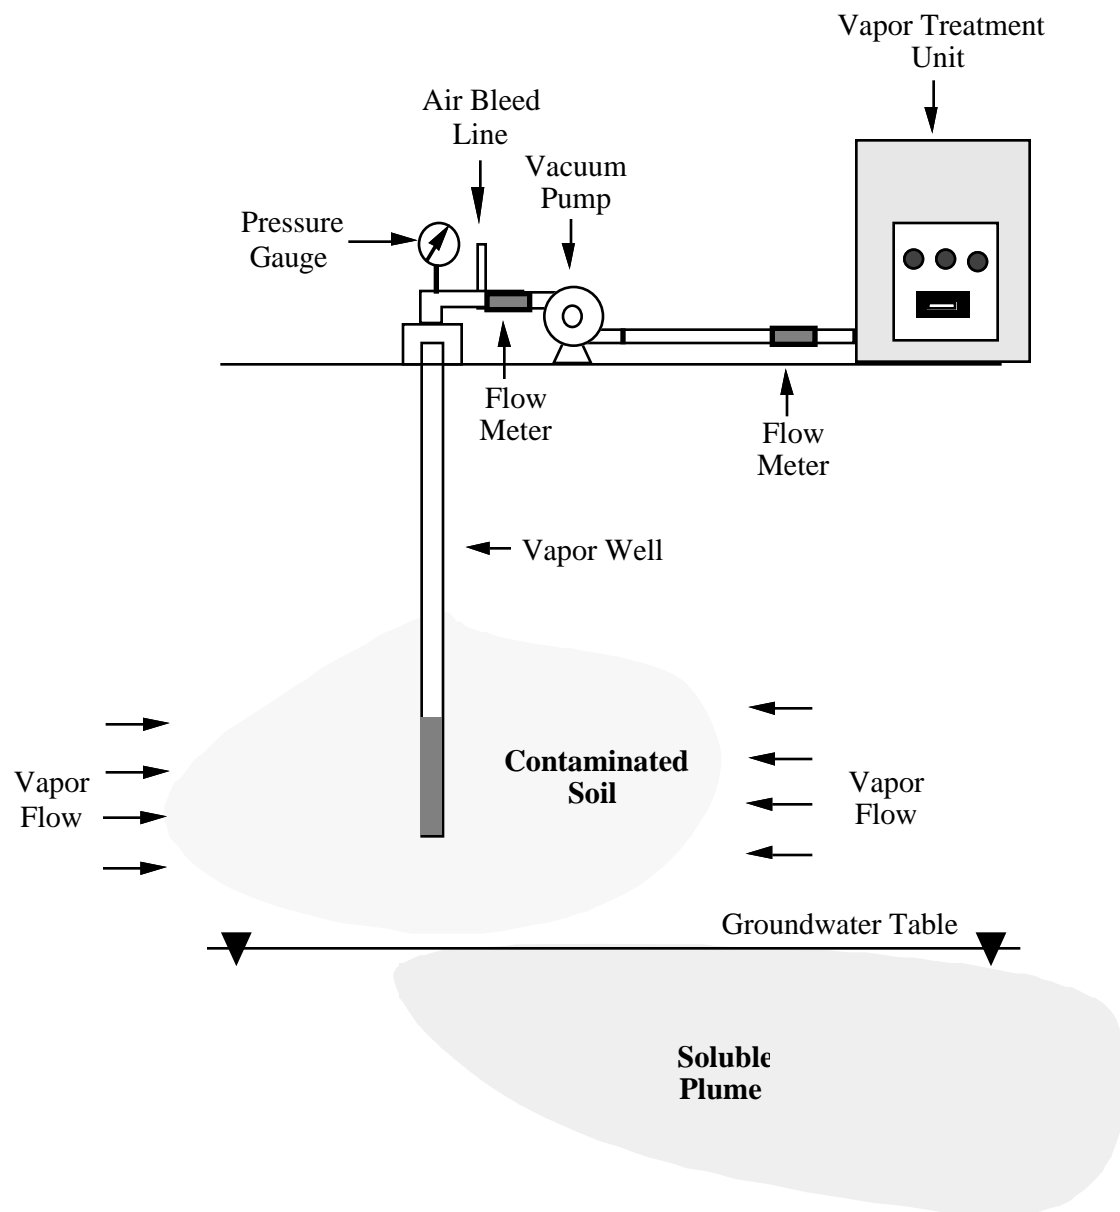 Vapor Treatment
Unit
Air Bleed
Line
Vacuum
Pump
Pressure
Gauge
Flow
Meter
Flow
Meter
Vapor Well
Contaminated
Soil
Vapor
Flow
Vapor
Flow
Groundwater Table
Soluble
Plume